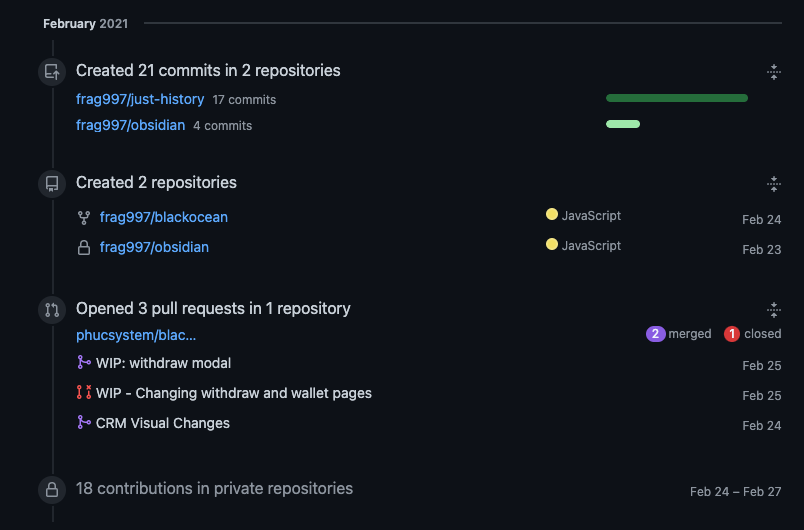 February 2021
Created 21 commits in 2 repositories
frag997/just-history 17 commits
frag997/obsidian 4 commits
Created 2 repositories
frag997/blackocean JavaScript Feb 24
frag997/obsidian JavaScript Feb 23
Opened 3 pull requests in 1 repository
phucsystem/blac... 2 merged 1 closed
WIP: withdraw modal Feb 25
WIP - Changing withdraw and wallet pages Feb 25
CRM Visual Changes Feb 24
18 contributions in private repositories Feb 24 – Feb 27